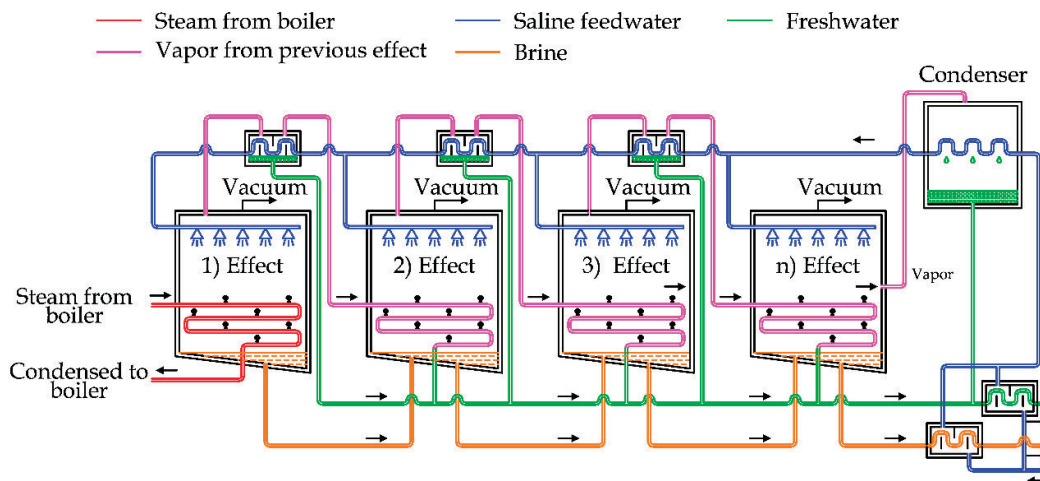 Steam from boiler
Saline feedwater
Freshwater
Vapor from previous effect
Brine
Condenser
Vacuum
Vacuum
Vacuum
Vacuum
1) Effect
2) Effect
3) Effect
n) Effect
Vapor
Steam from
boiler
Condensed to
boiler